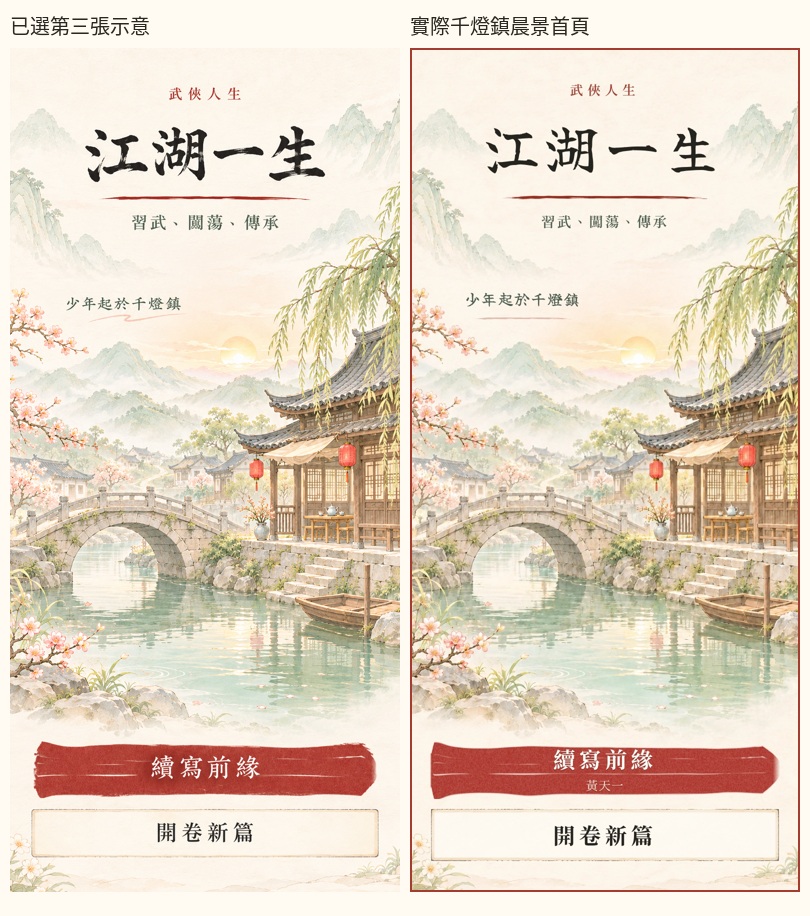 已選第三張示意
武俠人生
江湖一生
習武、闖蕩、傳承
少年起於千燈鎮
續寫前緣
開卷新篇
實際千燈鎮晨景首頁
武俠人生
江湖一生
習武、闖蕩、傳承
少年起於千燈鎮
續寫前緣
黃天一
開卷新篇